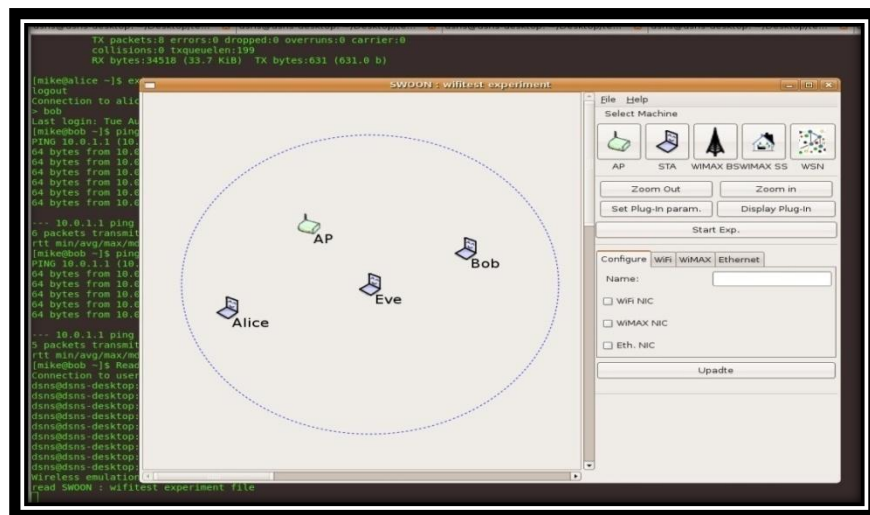 TX packets:8 errors:0 dropped:0 overruns:0 carrier:0
collisions:0 txqueuelen:199
RX bytes:34518 (33.7 KiB) TX bytes:631 (631.0 b)
[mike@alice ~]$ ex
logout
Connection to alic
> bob
Last login: Tue Au
[mike@bob ~]$ ping
PING 10.0.1.1 (10.
64 bytes from 10.0
64 bytes from 10.0
64 bytes from 10.0
64 bytes from 10.0
64 bytes from 10.0
64 bytes from 10.0
--- 10.0.1.1 ping
6 packets transmit
rtt min/avg/max/md
[mike@bob ~]$ ping
PING 10.0.1.1 (10.
64 bytes from 10.0
64 bytes from 10.0
64 bytes from 10.0
64 bytes from 10.0
64 bytes from 10.0
--- 10.0.1.1 ping
5 packets transmit
rtt min/avg/max/md
[mike@bob ~]$ Read
Connection to user
dsns@dsns-desktop:
dsns@dsns-desktop:
dsns@dsns-desktop:
dsns@dsns-desktop:
dsns@dsns-desktop:
dsns@dsns-desktop:
dsns@dsns-desktop:
dsns@dsns-desktop:
dsns@dsns-desktop:
Wireless emulation
read SWOON : wifitest experiment file
SWOON : wifitest experiment
AP
Bob
Eve
Alice
File Help
Select Machine
AP STA WIMAX BS WIMAX SS WSN
Zoom Out Zoom in
Set Plug-In param. Display Plug-In
Start Exp.
Configure WiFi WiMAX Ethernet
Name:
WiFi NIC
WiMAX NIC
Eth. NIC
Upadte